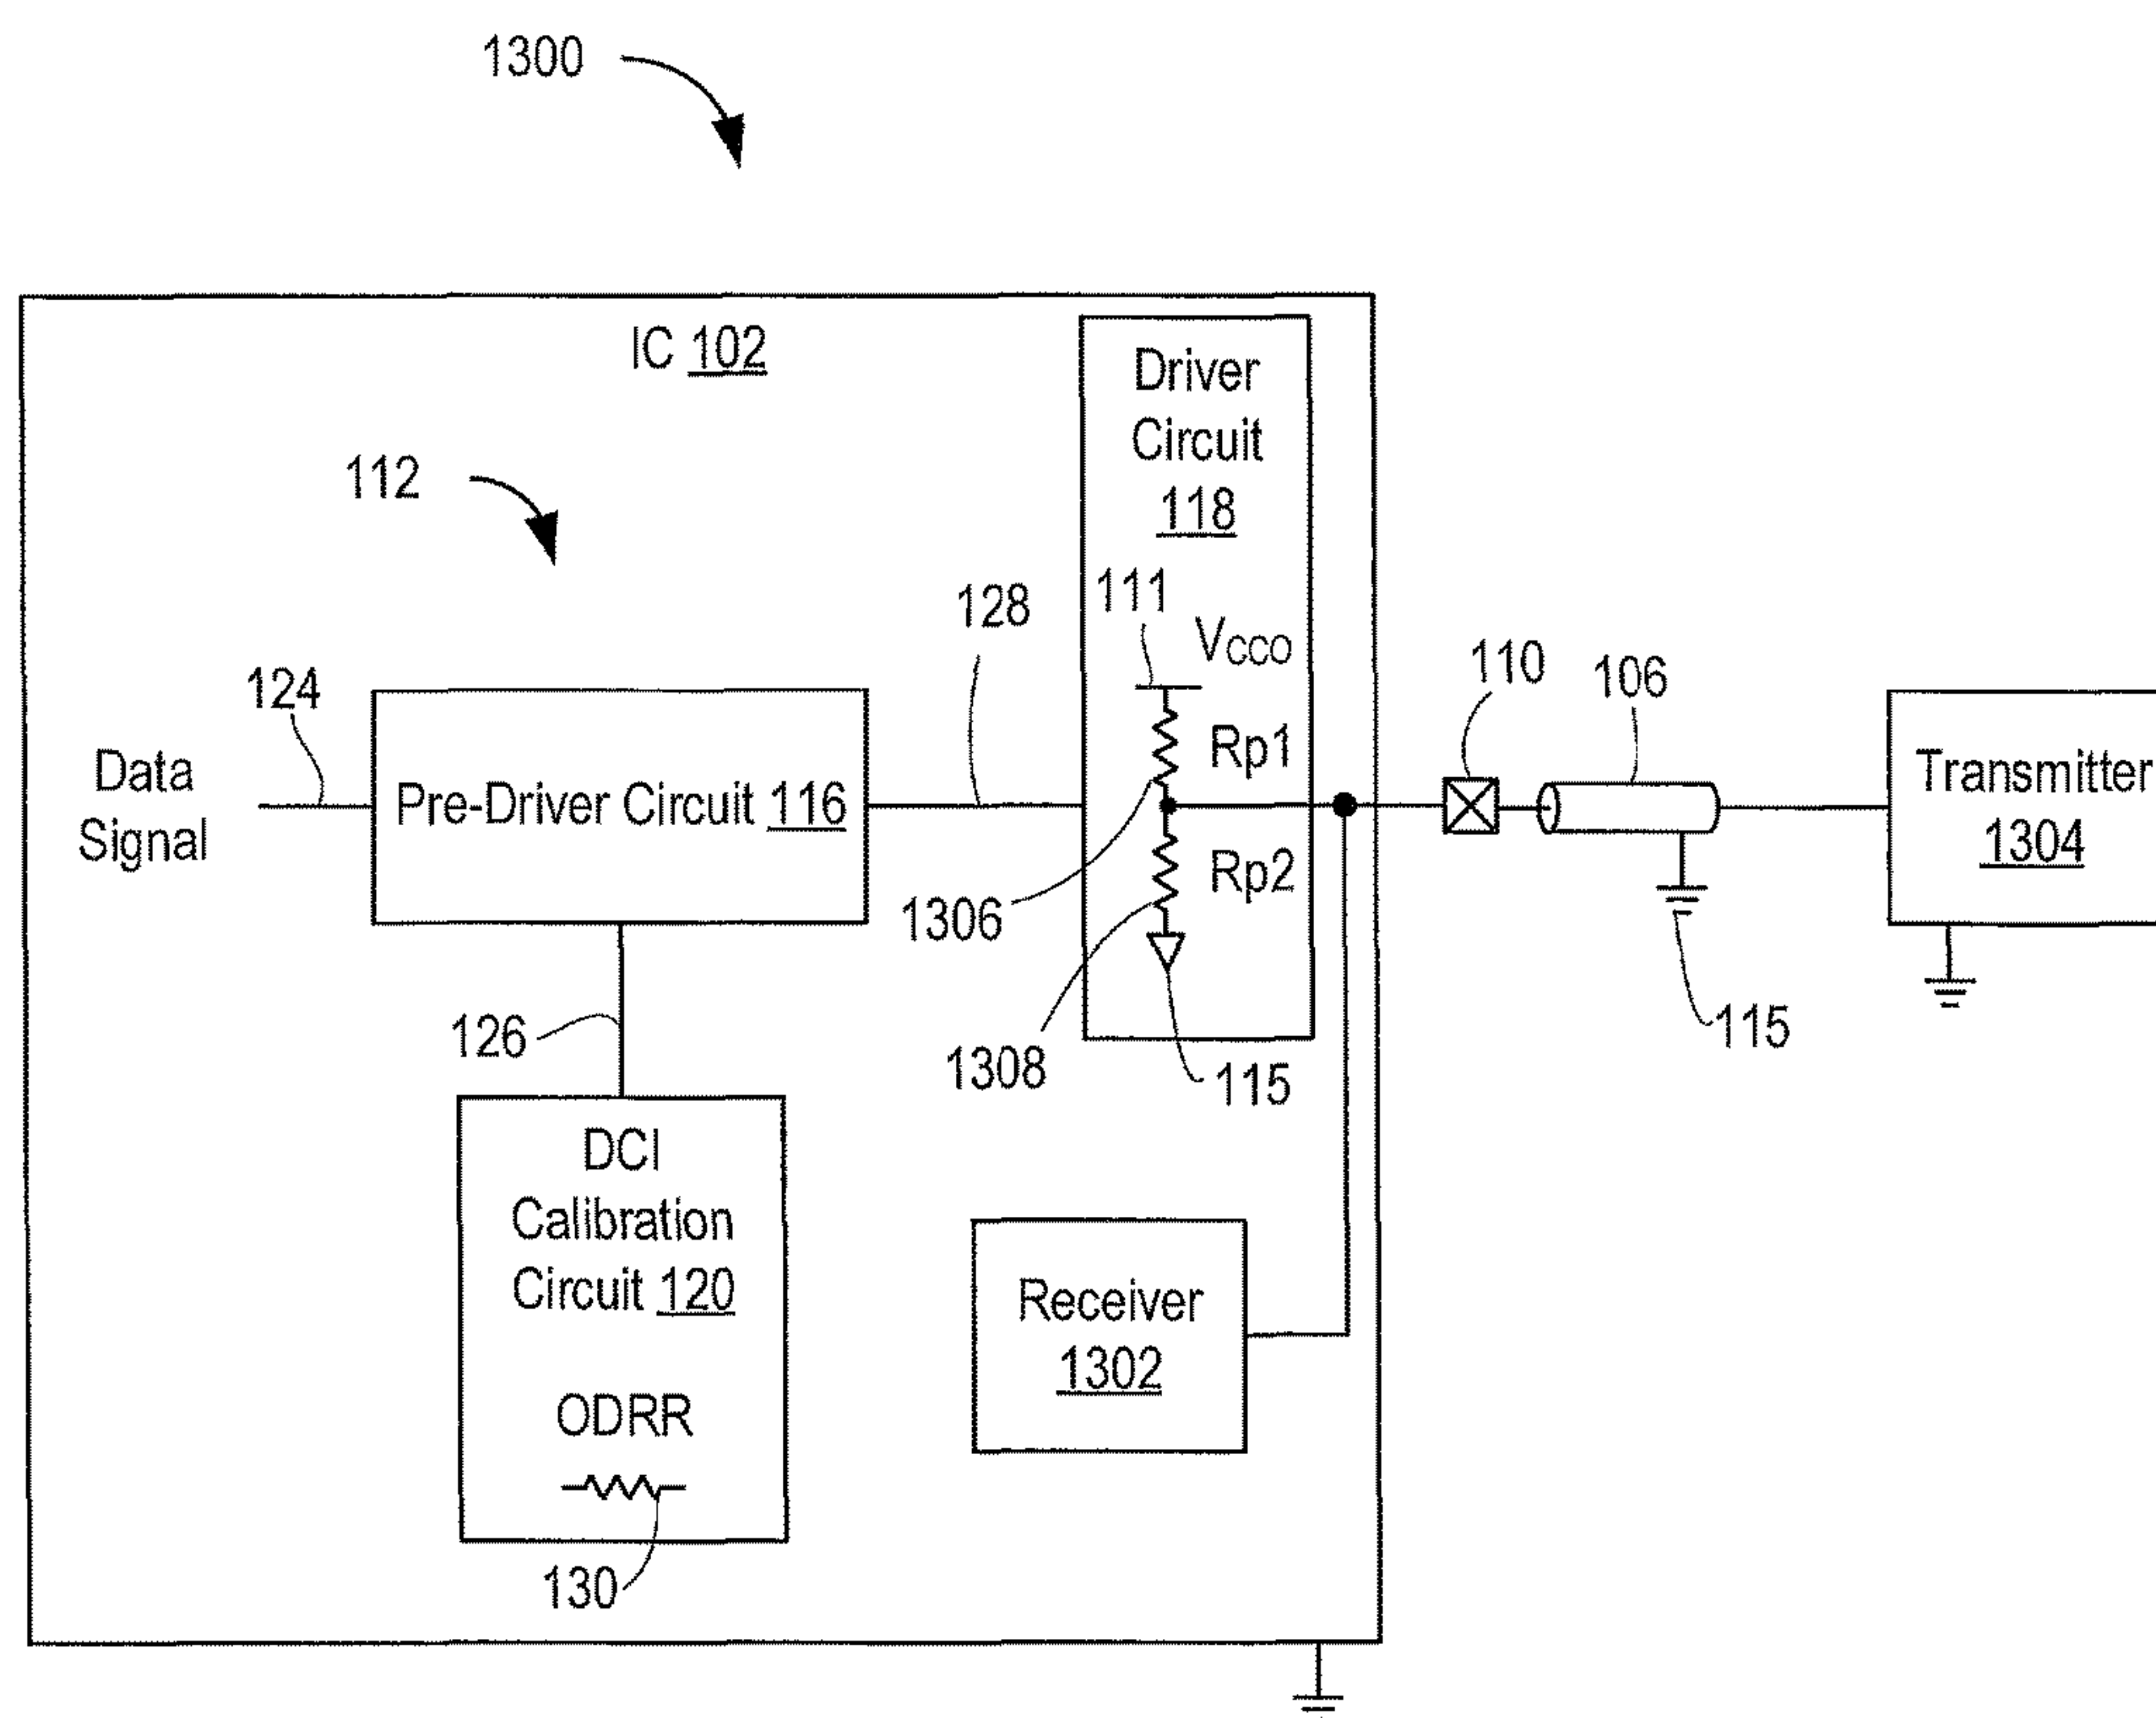 1300
IC 102
112
Driver
Circuit
118
111
VCCO
128
110
106
124
Data
Signal
Pre-Driver Circuit 116
Rp1
Rp2
Transmitter
1304
1306
126
1308
115
115
DCI
Calibration
Circuit 120
ODRR
130
Receiver
1302